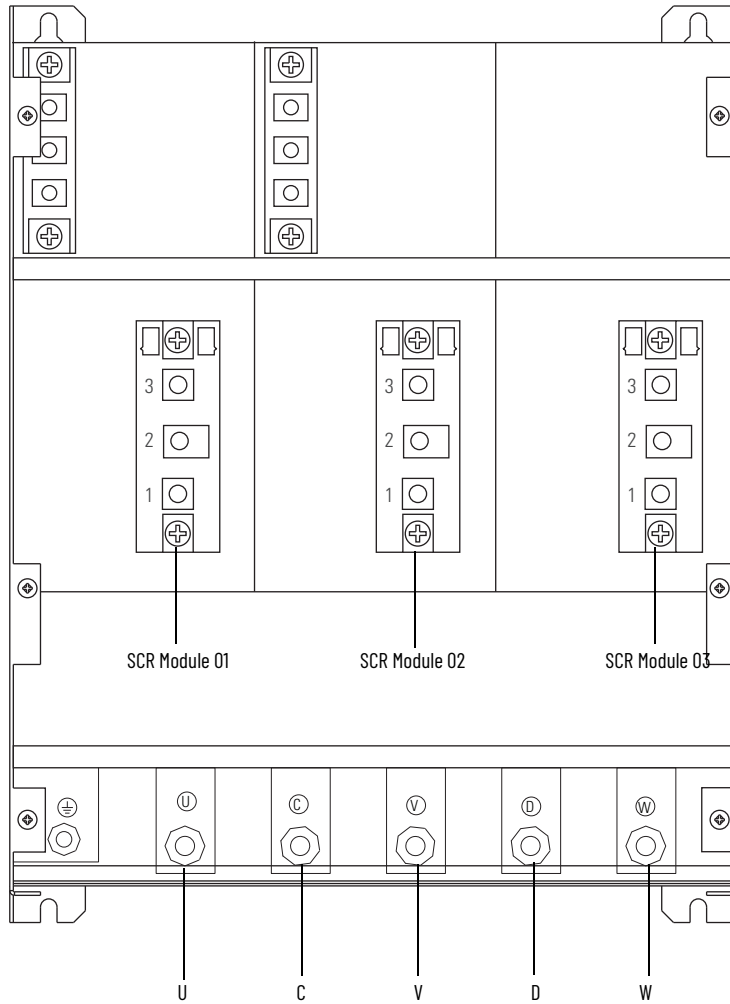 3 3 3
2 2 2
1 1 1
SCR Module 01 SCR Module 02 SCR Module 03
U C V D W
U C V D W